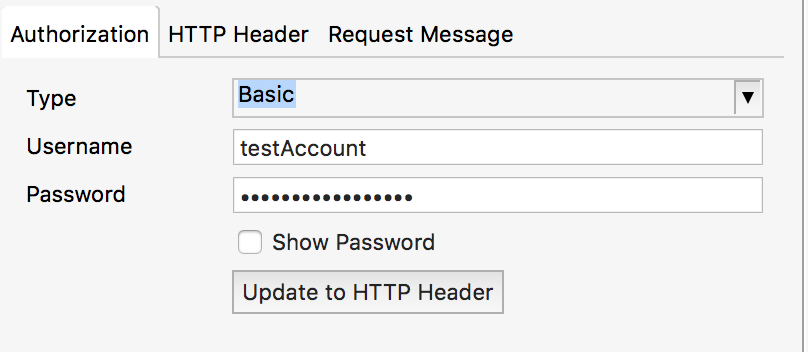 Authorization HTTP Header Request Message
Type Basic ▼
Username testAccount
Password •••••••••••••••••
Show Password
Update to HTTP Header